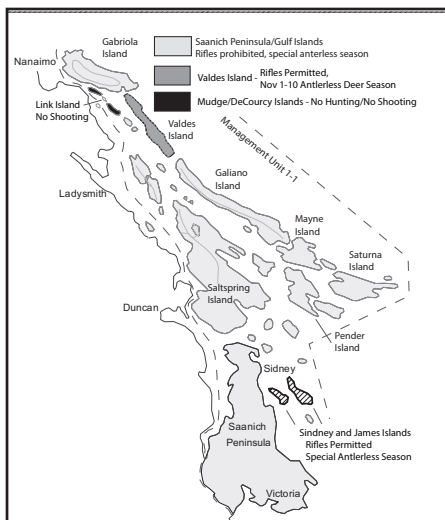 Gabriola
Island
Saanich Peninsula/Gulf Islands
Rifles prohibited, special anterless season
Nanaimo
Valdes Island - Rifles Permitted,
Nov 1-10 Antlerless Deer Season
Link Island
No Shooting
Mudge/DeCourcy Islands - No Hunting/No Shooting
Valdes
Island
Management Unit 1-1
Galiano
Island
Ladysmith
Mayne
Island
Saturna
Island
Saltspring
Island
Duncan
Pender
Island
Sidney
Saanich
Peninsula
Sindney and James Islands
Rifles Permitted
Special Antlerless Season
Victoria